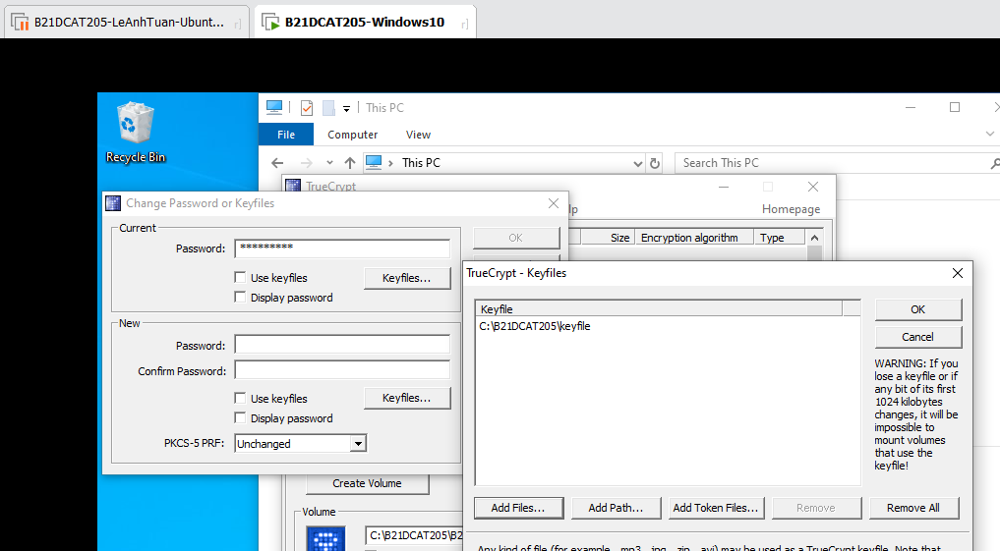 B21DCAT205-LeAnhTuan-Ubunt...
B21DCAT205-Windows10
This PC
File Computer View
This PC
Search This PC
Recycle Bin
TrueCrypt
Homepage
Size Encryption algorithm Type
Change Password or Keyfiles
Current
Password: *********
OK
Use keyfiles
Keyfiles...
Display password
New
Password:
Confirm Password:
Use keyfiles
Keyfiles...
Display password
PKCS-5 PRF: Unchanged
Create Volume
Volume
C:\B21DCAT205\B2
TrueCrypt - Keyfiles
Keyfile
C:\B21DCAT205\keyfile
OK
Cancel
WARNING: If you
lose a keyfile or if
any bit of its first
1024 kilobytes
changes, it will be
impossible to
mount volumes
that use the
keyfile!
Add Files... Add Path... Add Token Files... Remove Remove All
Any kind of file (for example, .mp3, .jpg, .zip, .avi) may be used as a TrueCrypt keyfile. Note that